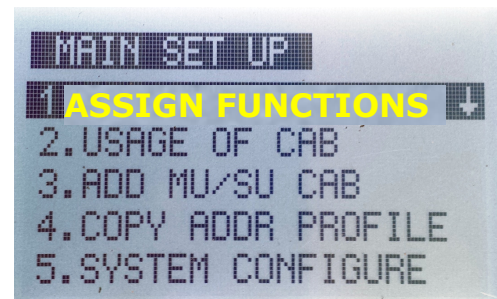 MAIN SET UP
1 ASSIGN FUNCTIONS ↓
2.USAGE OF CAB
3.ADD MU/SU CAB
4.COPY ADDR PROFILE
5.SYSTEM CONFIGURE